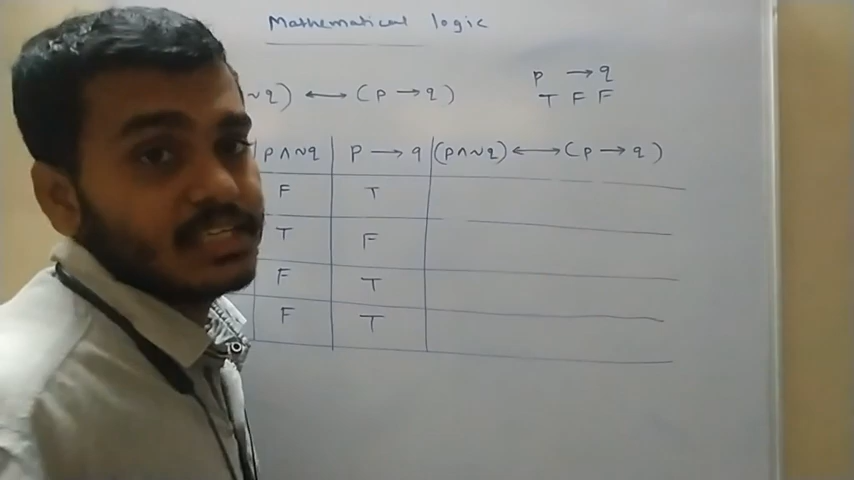 Mathematical logic
∼q) ⟷ (p → q)
p → q
T F F
p∧∼q | p → q | (p∧∼q) ⟷ (p → q)
F | T
T | F
F | T
F | T